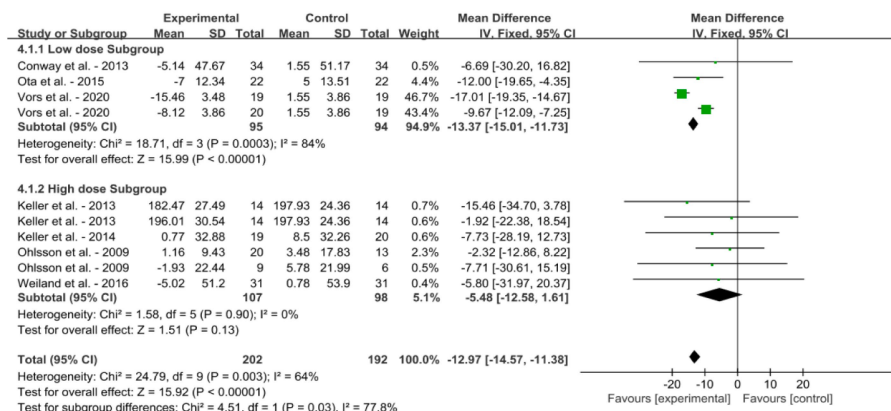 Experimental Control Mean Difference Mean Difference
Study or Subgroup Mean SD Total Mean SD Total Weight IV, Fixed, 95% CI IV, Fixed, 95% CI
4.1.1 Low dose Subgroup
Conway et al. - 2013 -5.14 47.67 34 1.55 51.17 34 0.5% -6.69 [-30.20, 16.82]
Ota et al. - 2015 -7 12.34 22 5 13.51 22 4.4% -12.00 [-19.65, -4.35]
Vors et al. - 2020 -15.46 3.48 19 1.55 3.86 19 46.7% -17.01 [-19.35, -14.67]
Vors et al. - 2020 -8.12 3.86 20 1.55 3.86 19 43.4% -9.67 [-12.09, -7.25]
Subtotal (95% CI) 95 94 94.9% -13.37 [-15.01, -11.73]
Heterogeneity: Chi² = 18.71, df = 3 (P = 0.0003); I² = 84%
Test for overall effect: Z = 15.99 (P < 0.00001)
4.1.2 High dose Subgroup
Keller et al. - 2013 182.47 27.49 14 197.93 24.36 14 0.7% -15.46 [-34.70, 3.78]
Keller et al. - 2013 196.01 30.54 14 197.93 24.36 14 0.6% -1.92 [-22.38, 18.54]
Keller et al. - 2014 0.77 32.88 19 8.5 32.26 20 0.6% -7.73 [-28.19, 12.73]
Ohlsson et al. - 2009 1.16 9.43 20 3.48 17.83 13 2.3% -2.32 [-12.86, 8.22]
Ohlsson et al. - 2009 -1.93 22.44 9 5.78 21.99 6 0.5% -7.71 [-30.61, 15.19]
Weiland et al. - 2016 -5.02 51.2 31 0.78 53.9 31 0.4% -5.80 [-31.97, 20.37]
Subtotal (95% CI) 107 98 5.1% -5.48 [-12.58, 1.61]
Heterogeneity: Chi² = 1.58, df = 5 (P = 0.90); I² = 0%
Test for overall effect: Z = 1.51 (P = 0.13)
Total (95% CI) 202 192 100.0% -12.97 [-14.57, -11.38]
Heterogeneity: Chi² = 24.79, df = 9 (P = 0.003); I² = 64%
Test for overall effect: Z = 15.92 (P < 0.00001)
Test for subgroup differences: Chi² = 4.51, df = 1 (P = 0.03), I² = 77.8%
-20 -10 0 10 20
Favours [experimental] Favours [control]